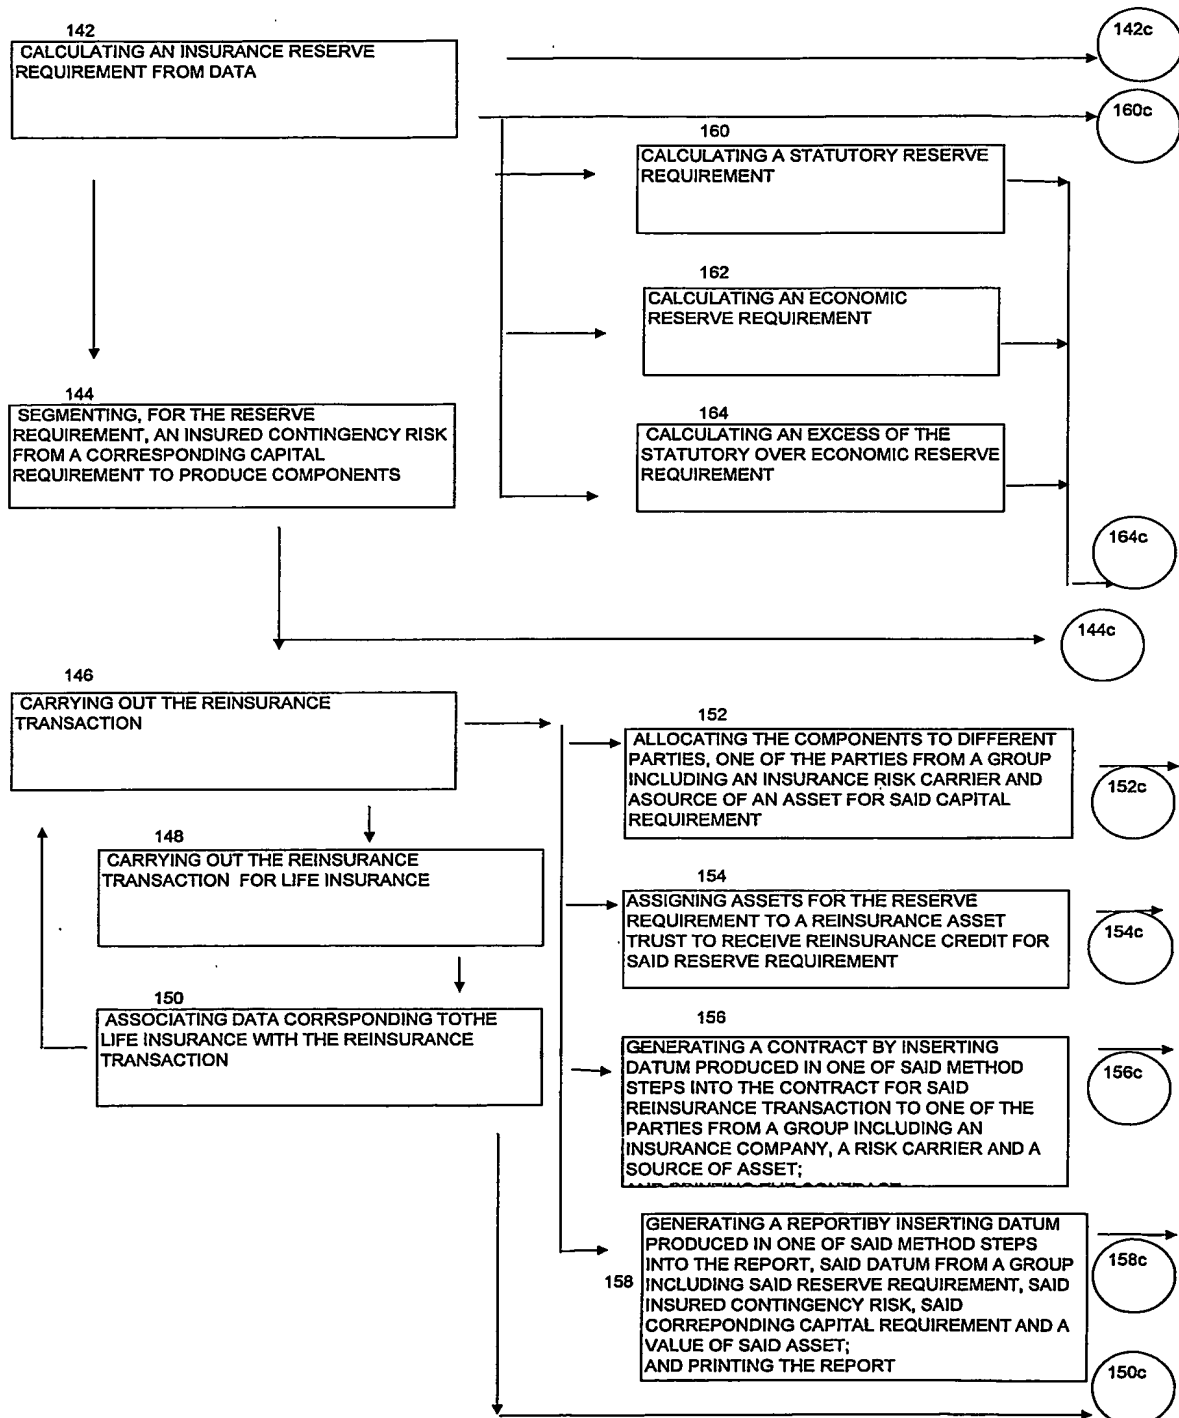 142
CALCULATING AN INSURANCE RESERVE
REQUIREMENT FROM DATA
142c
160c
160
CALCULATING A STATUTORY RESERVE
REQUIREMENT
162
CALCULATING AN ECONOMIC
RESERVE REQUIREMENT
144
SEGMENTING, FOR THE RESERVE
REQUIREMENT, AN INSURED CONTINGENCY RISK
FROM A CORRESPONDING CAPITAL
REQUIREMENT TO PRODUCE COMPONENTS
164
CALCULATING AN EXCESS OF THE
STATUTORY OVER ECONOMIC RESERVE
REQUIREMENT
164c
144c
146
CARRYING OUT THE REINSURANCE
TRANSACTION
152
ALLOCATING THE COMPONENTS TO DIFFERENT
PARTIES, ONE OF THE PARTIES FROM A GROUP
INCLUDING AN INSURANCE RISK CARRIER AND
ASOURCE OF AN ASSET FOR SAID CAPITAL
REQUIREMENT
152c
148
CARRYING OUT THE REINSURANCE
TRANSACTION FOR LIFE INSURANCE
154
ASSIGNING ASSETS FOR THE RESERVE
REQUIREMENT TO A REINSURANCE ASSET
TRUST TO RECEIVE REINSURANCE CREDIT FOR
SAID RESERVE REQUIREMENT
154c
150
ASSOCIATING DATA CORRSPONDING TOTHE
LIFE INSURANCE WITH THE REINSURANCE
TRANSACTION
156
GENERATING A CONTRACT BY INSERTING
DATUM PRODUCED IN ONE OF SAID METHOD
STEPS INTO THE CONTRACT FOR SAID
REINSURANCE TRANSACTION TO ONE OF THE
PARTIES FROM A GROUP INCLUDING AN
INSURANCE COMPANY, A RISK CARRIER AND A
SOURCE OF ASSET;
AND PRINTING THE CONTRACT
156c
158
GENERATING A REPORTIBY INSERTING DATUM
PRODUCED IN ONE OF SAID METHOD STEPS
INTO THE REPORT, SAID DATUM FROM A GROUP
INCLUDING SAID RESERVE REQUIREMENT, SAID
INSURED CONTINGENCY RISK, SAID
CORREPONDING CAPITAL REQUIREMENT AND A
VALUE OF SAID ASSET;
AND PRINTING THE REPORT
158c
150c